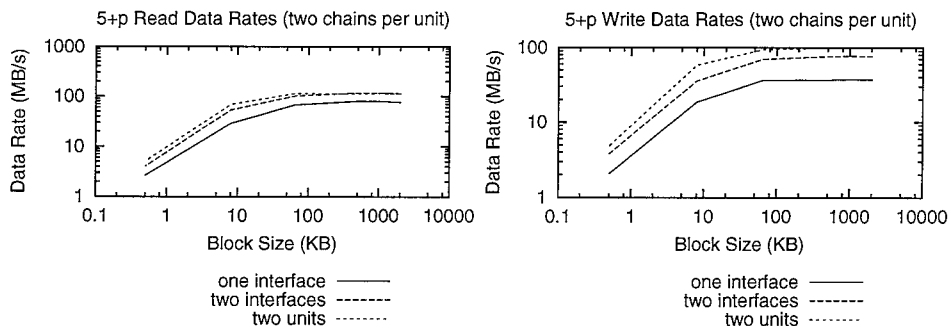 5+p Read Data Rates (two chains per unit)
Data Rate (MB/s)
1000
100
10
1
0.1 1 10 100 1000 10000
Block Size (KB)
one interface
two interfaces
two units
5+p Write Data Rates (two chains per unit)
Data Rate (MB/s)
100
10
1
0.1 1 10 100 1000 10000
Block Size (KB)
one interface
two interfaces
two units